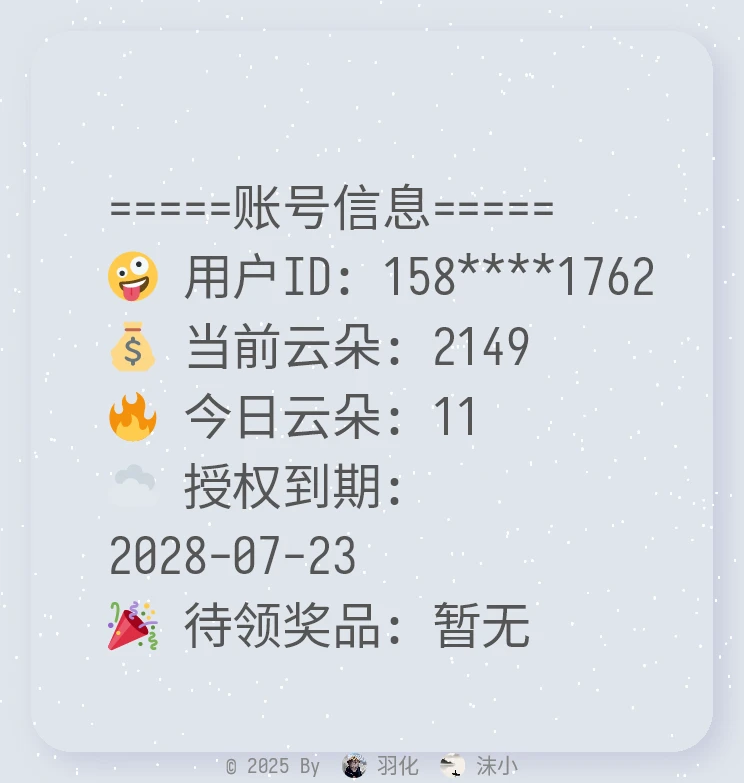 =====账号信息=====
🤪 用户ID: 158****1762
💰 当前云朵: 2149
🔥 今日云朵: 11
☁️ 授权到期:
2028-07-23
🎉 待领奖品: 暂无
© 2025 By 羽化 沫小